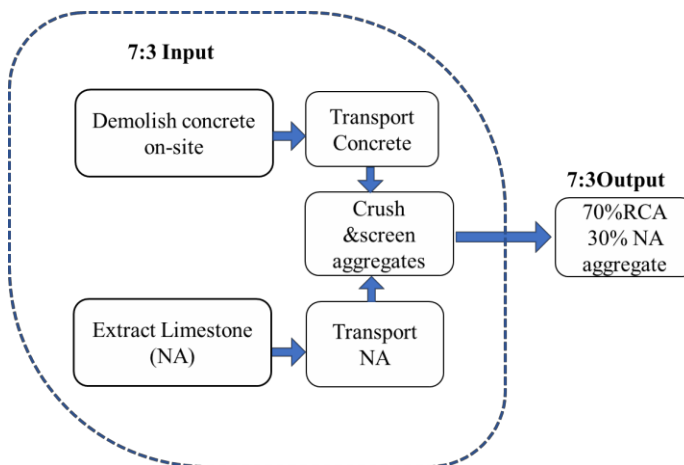 7:3 Input
Demolish concrete
on-site
Transport
Concrete
Crush
&screen
aggregates
7:3Output
70%RCA
30% NA
aggregate
Extract Limestone
(NA)
Transport
NA